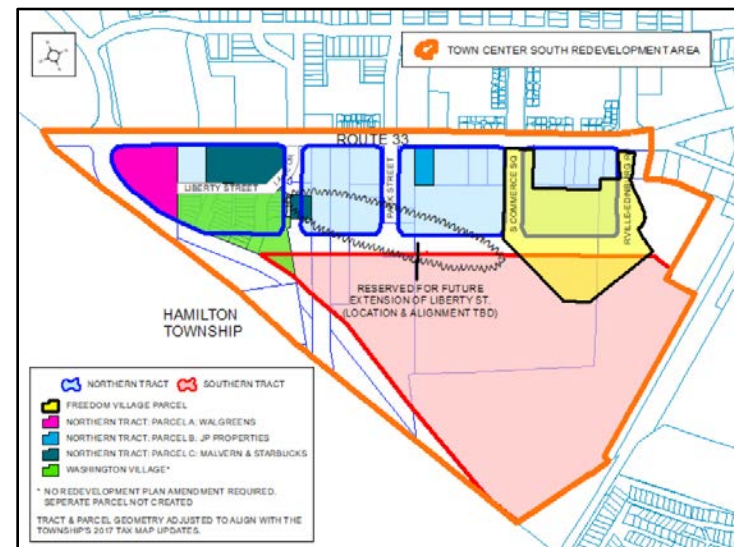 TOWN CENTER SOUTH REDEVELOPMENT AREA
ROUTE 33
LIBERTY STREET
PARK STREET
S COMMERCE SQ
RVILLE-EDINBURG R
RESERVED FOR FUTURE
EXTENSION OF LIBERTY ST.
(LOCATION & ALIGNMENT TBD)
HAMILTON
TOWNSHIP
NORTHERN TRACT
SOUTHERN TRACT
FREEDOM VILLAGE PARCEL
NORTHERN TRACT: PARCEL A: WALGREENS
NORTHERN TRACT: PARCEL B: JP PROPERTIES
NORTHERN TRACT: PARCEL C: MALVERN & STARBUCKS
WASHINGTON VILLAGE*
* NO REDEVELOPMENT PLAN AMENDMENT REQUIRED.
SEPERATE PARCEL NOT CREATED
TRACT & PARCEL GEOMETRY ADJUSTED TO ALIGN WITH THE
TOWNSHIP'S 2017 TAX MAP UPDATES.